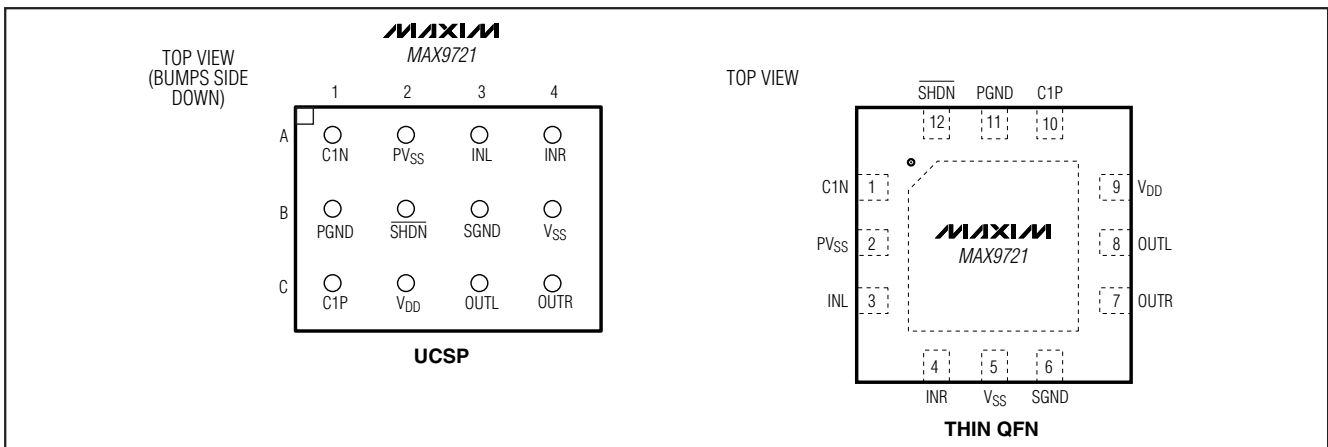 MAXIM
MAX9721
TOP VIEW
(BUMPS SIDE
DOWN)
1 2 3 4
A
C1N PVSS INL INR
B
PGND SHDN SGND VSS
C
C1P VDD OUTL OUTR
UCSP
TOP VIEW
SHDN PGND C1P
12 11 10
C1N 1 9 VDD
PVSS 2 8 OUTL
INL 3 7 OUTR
MAXIM
MAX9721
4 5 6
INR VSS SGND
THIN QFN